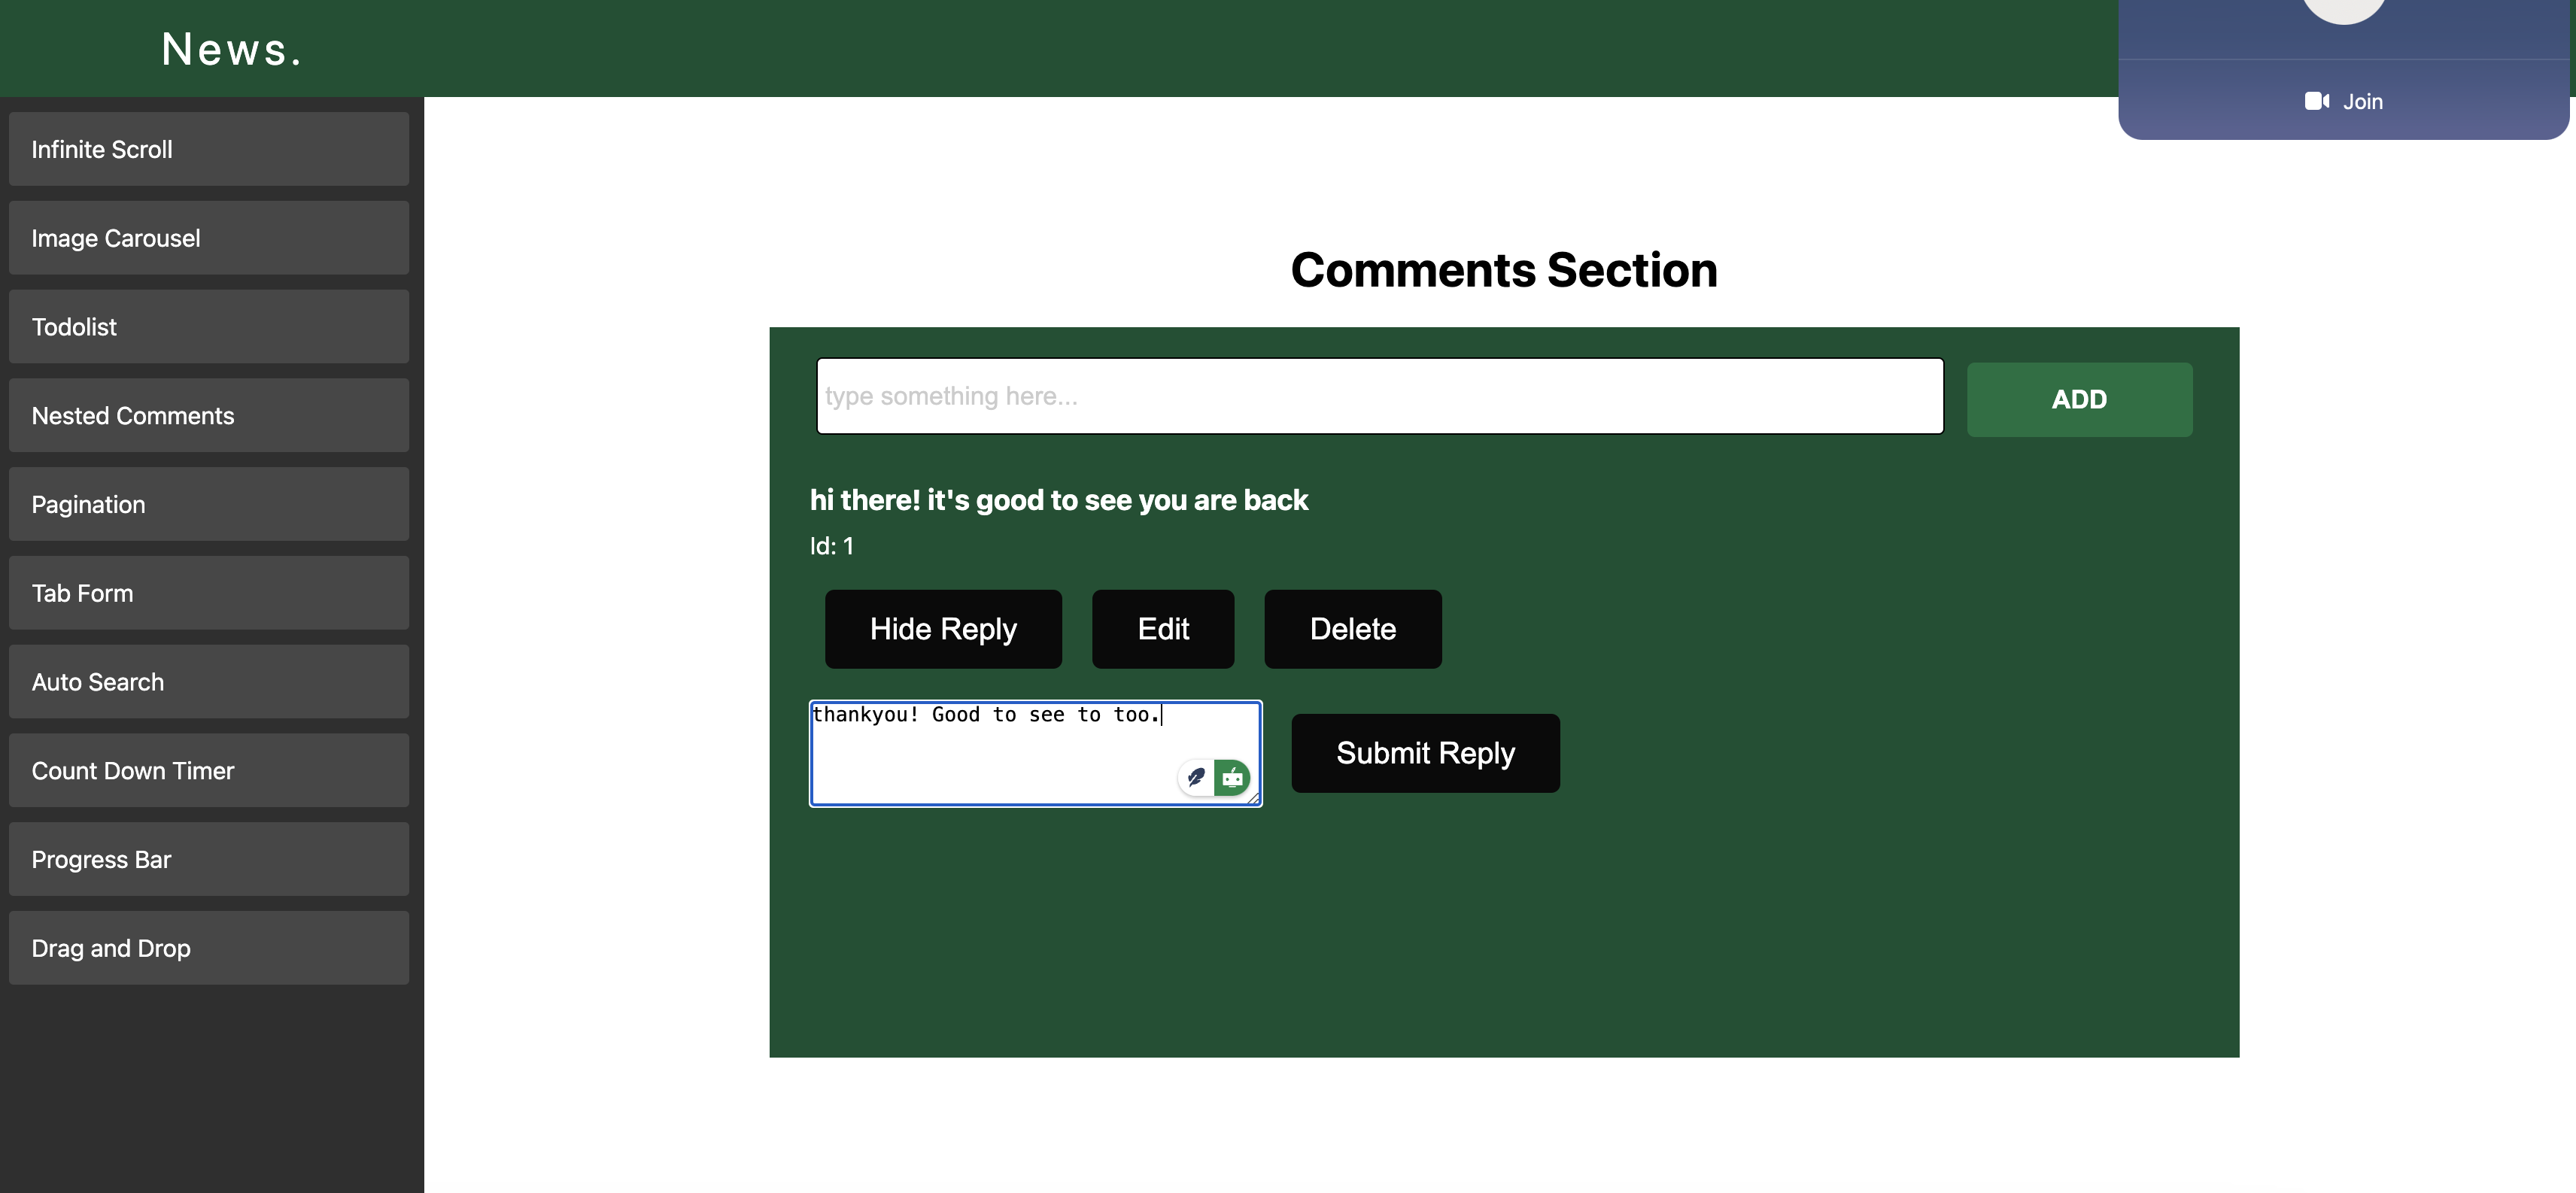 News.
Join
Infinite Scroll
Image Carousel
Todolist
Nested Comments
Pagination
Tab Form
Auto Search
Count Down Timer
Progress Bar
Drag and Drop
Comments Section
type something here...
ADD
hi there! it's good to see you are back
Id: 1
Hide Reply
Edit
Delete
thankyou! Good to see to too.
Submit Reply